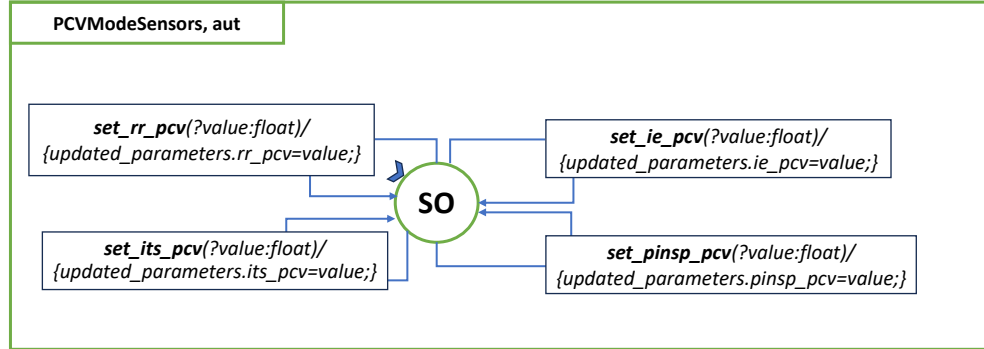 PCVModeSensors, aut
set_rr_pcv(?value:float)/
{updated_parameters.rr_pcv=value;}
set_ie_pcv(?value:float)/
{updated_parameters.ie_pcv=value;}
SO
set_its_pcv(?value:float)/
{updated_parameters.its_pcv=value;}
set_pinsp_pcv(?value:float)/
{updated_parameters.pinsp_pcv=value;}